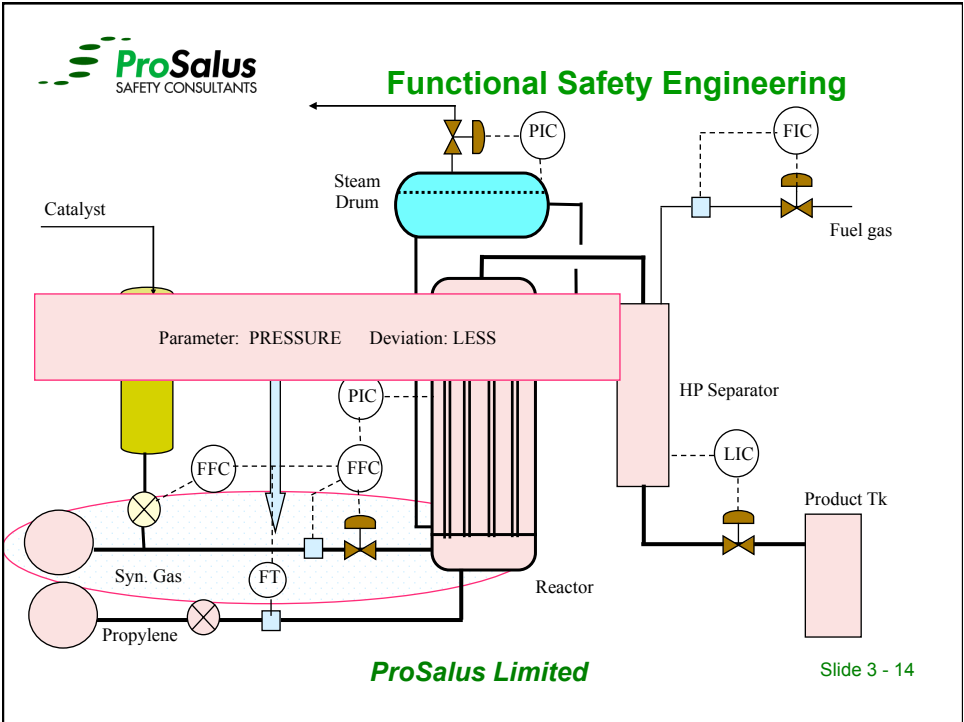 ProSalus
SAFETY CONSULTANTS
Functional Safety Engineering
PIC
FIC
Steam
Drum
Catalyst
Fuel gas
Parameter: PRESSURE Deviation: LESS
PIC
HP Separator
FFC
FFC
LIC
Product Tk
Syn. Gas
FT
Reactor
Propylene
ProSalus Limited
Slide 3 - 14